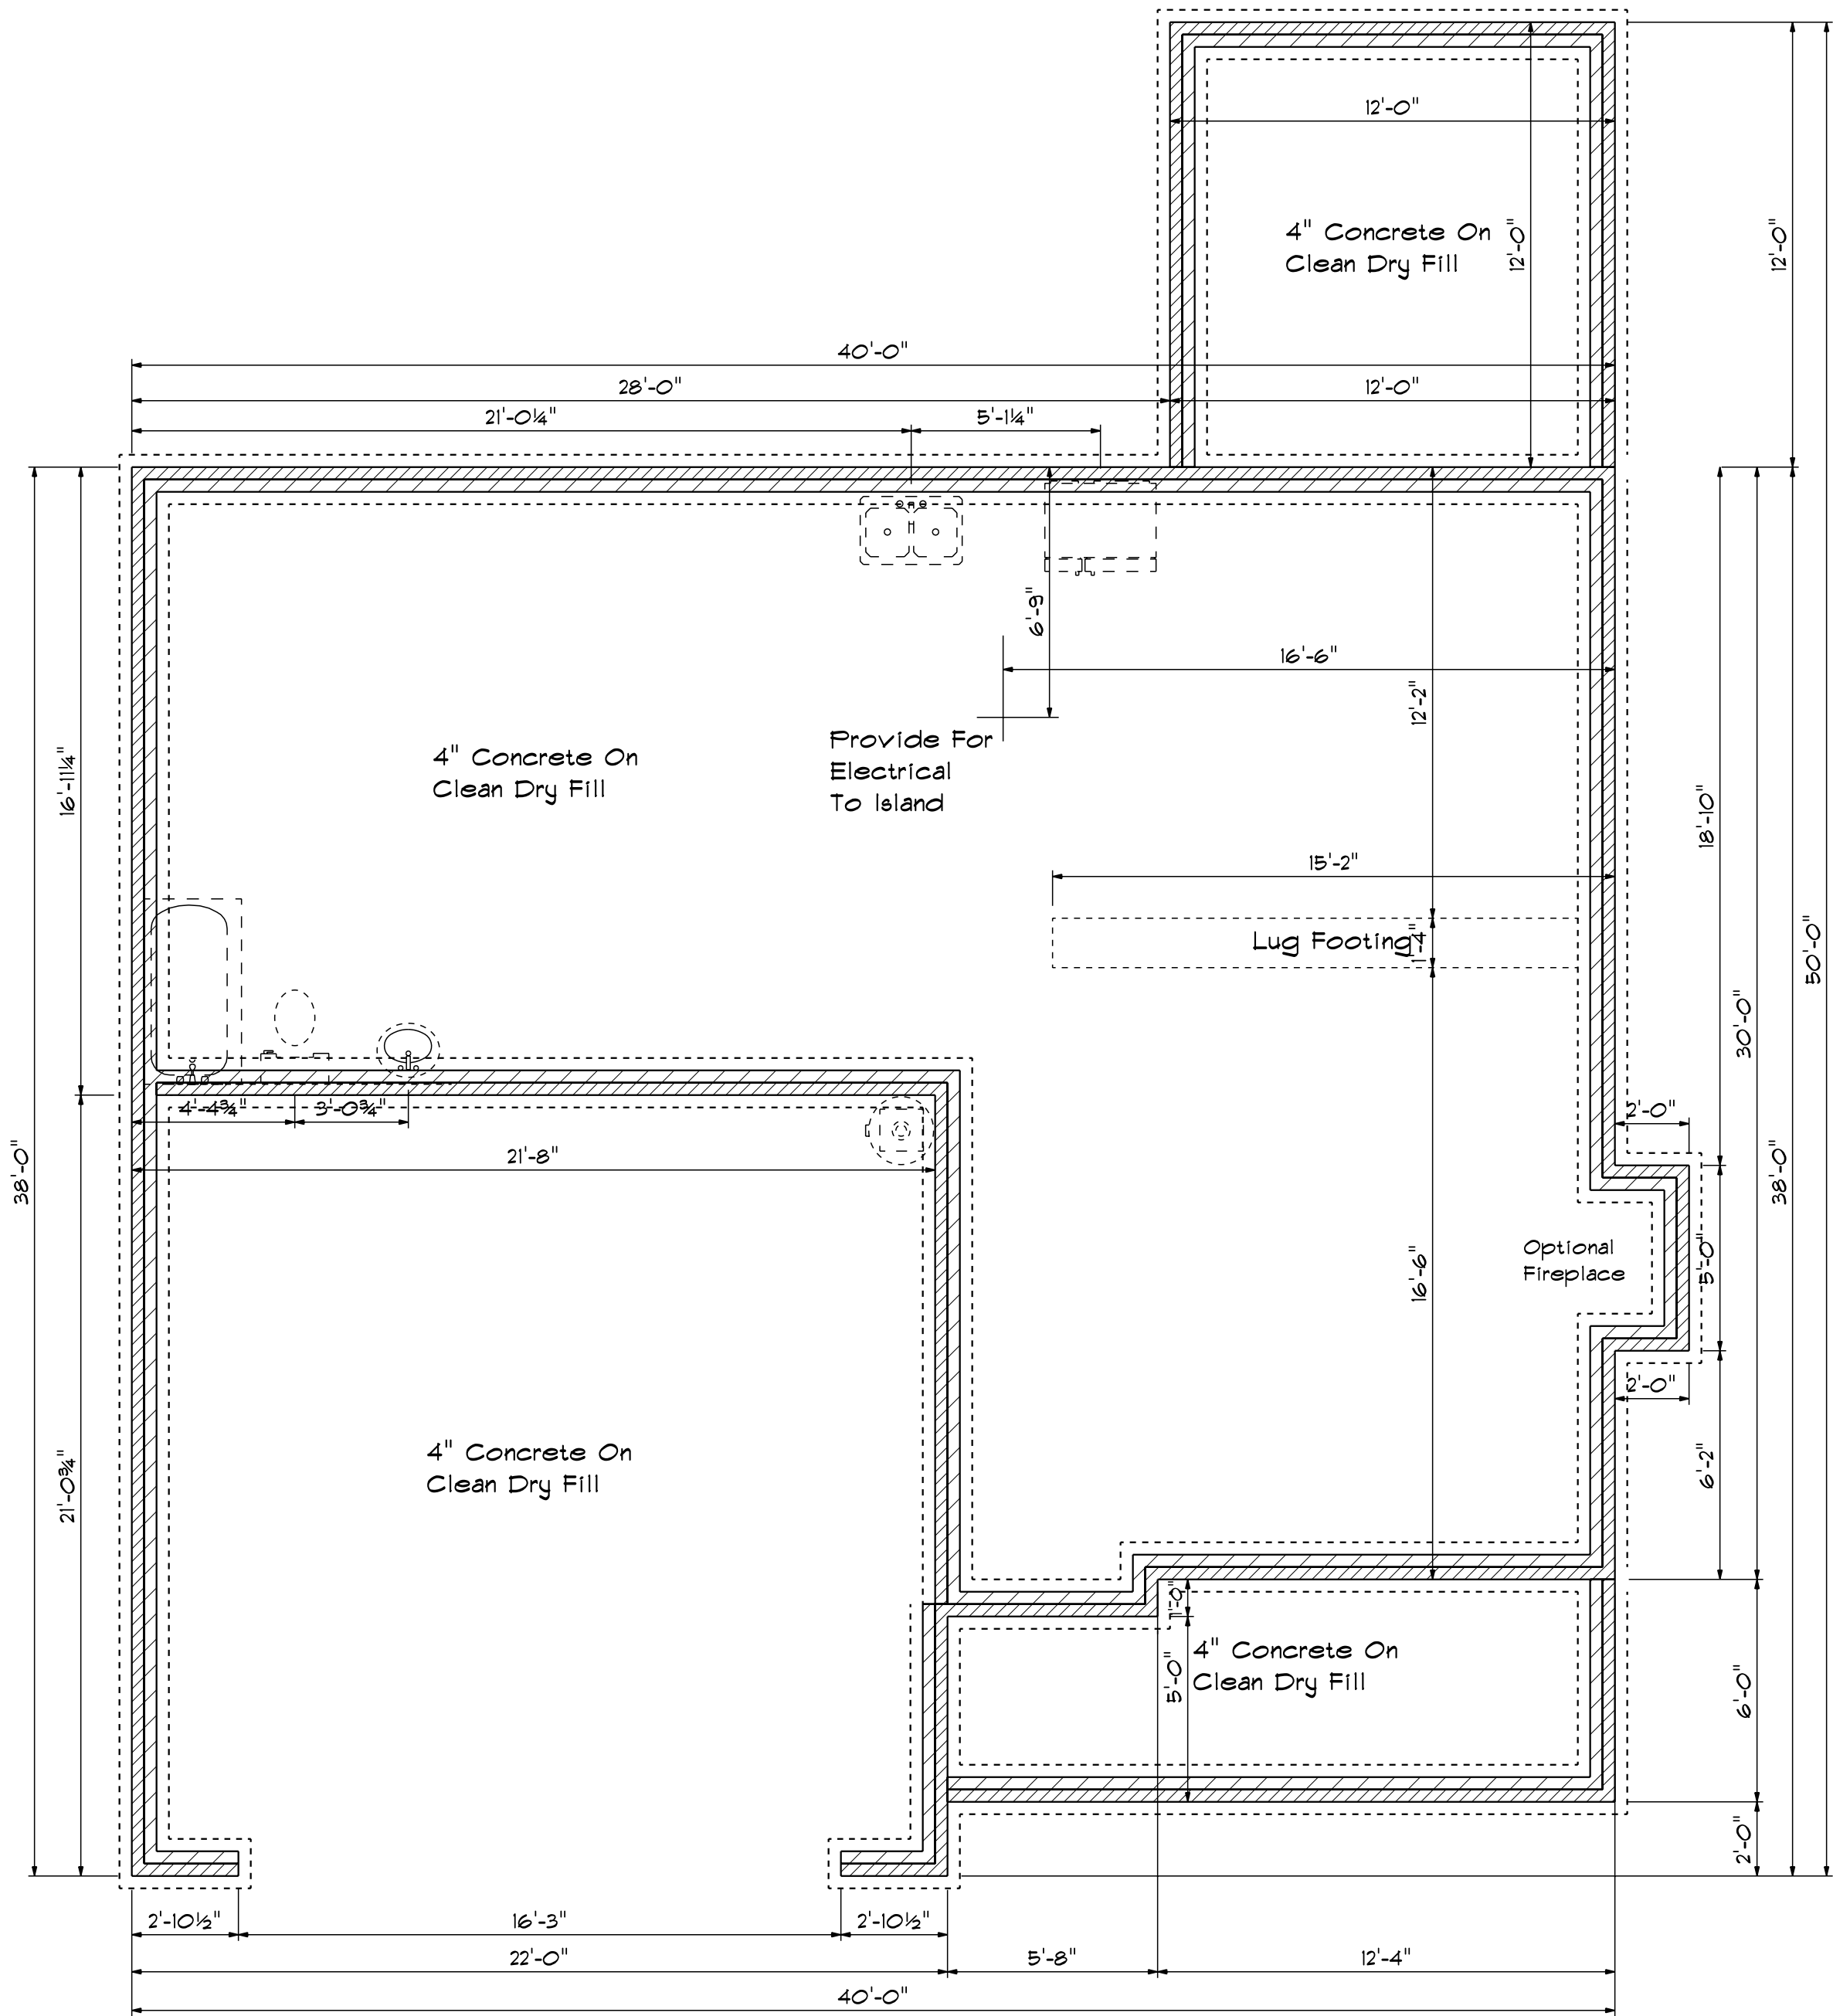 12'-0"
4" Concrete On
Clean Dry Fill
12'-0"
12'-0"
40'-0"
28'-0"
12'-0"
21'-0¼"
5'-1¼"
6'-9"
16'-6"
12'-2"
16'-11¼"
4" Concrete On
Clean Dry Fill
Provide For
Electrical
To Island
18'-10"
15'-2"
Lug Footing
1'-4"
50'-0"
30'-0"
4'-4¾"
3'-0¾"
2'-0"
21'-8"
38'-0"
38'-0"
Optional
Fireplace
5'-0"
16'-6"
2'-0"
4" Concrete On
Clean Dry Fill
6'-2"
21'-0¾"
1'-0"
4" Concrete On
Clean Dry Fill
5'-0"
6'-0"
2'-0"
2'-10½"
16'-3"
2'-10½"
22'-0"
5'-8"
12'-4"
40'-0"